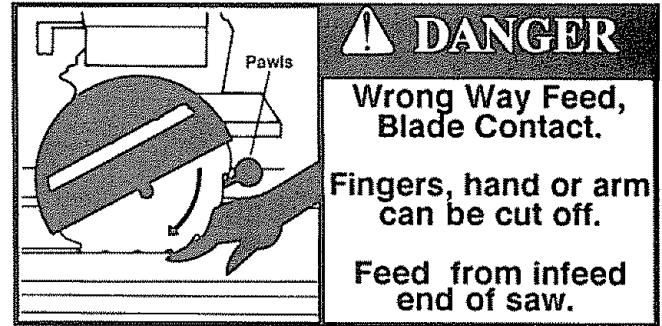 Pawls
DANGER
Wrong Way Feed,
Blade Contact.
Fingers, hand or arm
can be cut off.
Feed from infeed
end of saw.